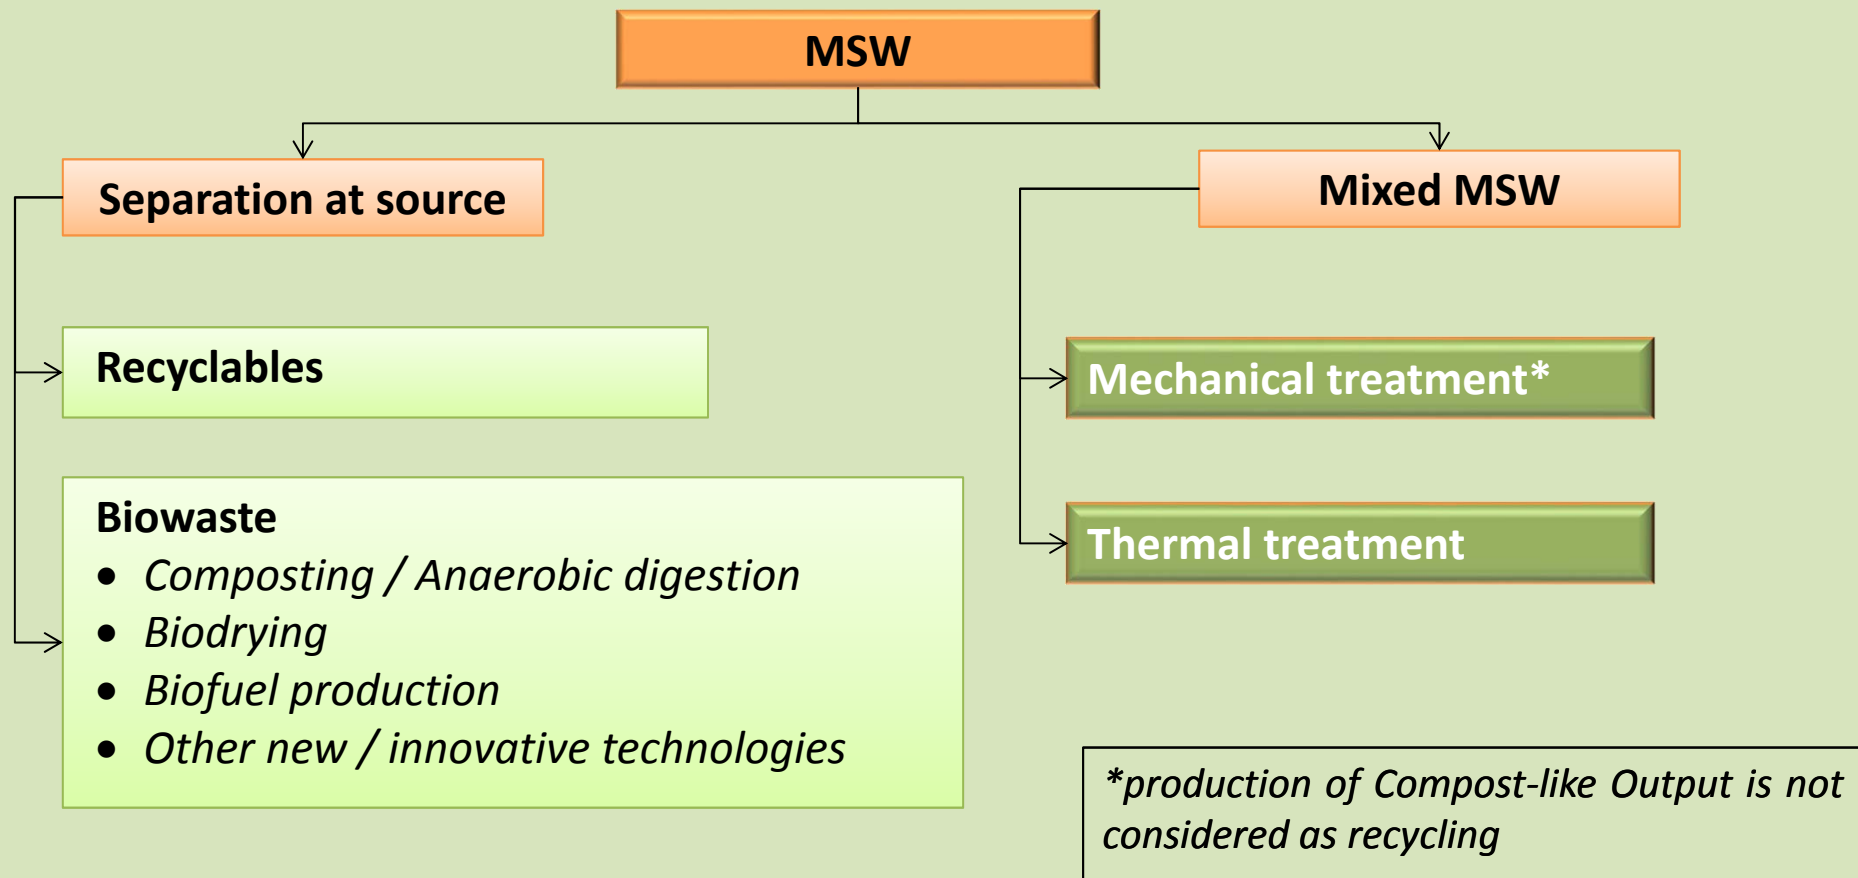 MSW
Separation at source
Mixed MSW
Recyclables
Mechanical treatment*
Biowaste
• Composting / Anaerobic digestion
• Biodrying
• Biofuel production
• Other new / innovative technologies
Thermal treatment
*production of Compost-like Output is not
considered as recycling